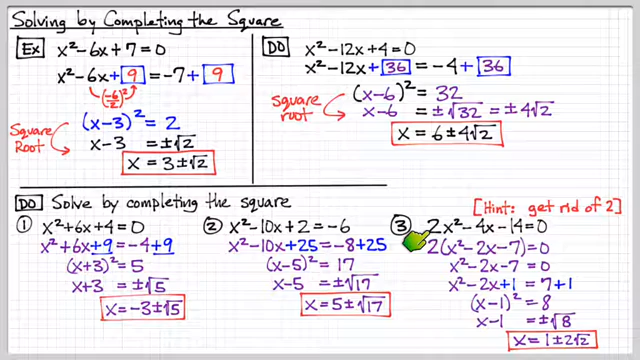 Solving by Completing the Square
Ex x² - 6x + 7 = 0
x² - 6x + 9 = -7 + 9
(-6/2)²
(x-3)² = 2
Square Root
x - 3 = ±√2
x = 3 ± √2
DO x² - 12x + 4 = 0
x² - 12x + 36 = -4 + 36
(x-6)² = 32
square root
x - 6 = ±√32 = ±4√2
x = 6 ± 4√2
DO Solve by completing the square
① x² + 6x + 4 = 0
x² + 6x + 9 = -4 + 9
(x+3)² = 5
x + 3 = ±√5
x = -3 ± √5
② x² - 10x + 2 = -6
x² - 10x + 25 = -8 + 25
(x-5)² = 17
x - 5 = ±√17
x = 5 ± √17
[Hint: get rid of 2]
③ 2x² - 4x - 14 = 0
2(x² - 2x - 7) = 0
x² - 2x - 7 = 0
x² - 2x + 1 = 7 + 1
(x-1)² = 8
x - 1 = ±√8
x = 1 ± 2√2